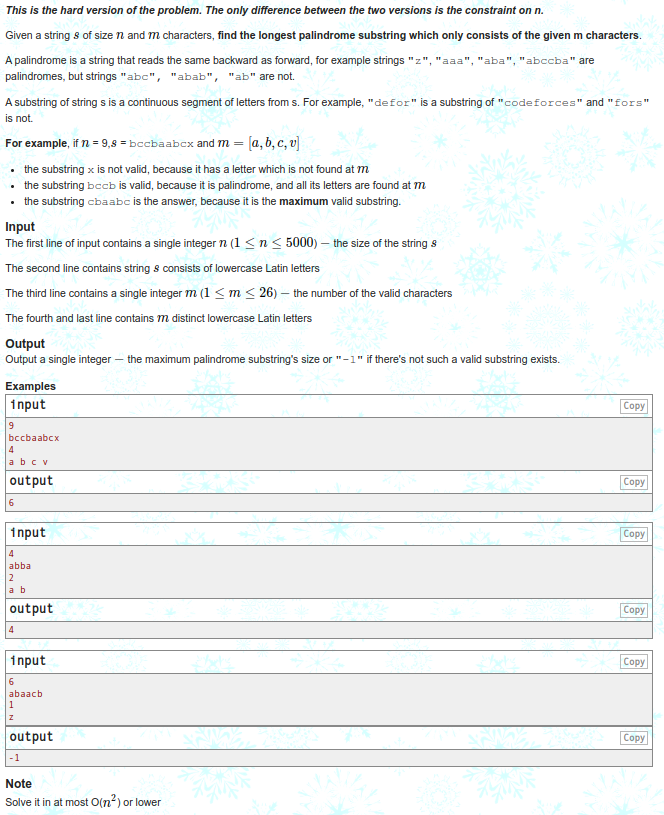 This is the hard version of the problem. The only difference between the two versions is the constraint on n.
Given a string s of size n and m characters, find the longest palindrome substring which only consists of the given m characters.
A palindrome is a string that reads the same backward as forward, for example strings "z", "aaa", "aba", "abccba" are
palindromes, but strings "abc", "abab", "ab" are not.
A substring of string s is a continuous segment of letters from s. For example, "defor" is a substring of "codeforces" and "fors"
is not.
For example, if n = 9,s = bccbaabcx and m = [a, b, c, v]
• the substring x is not valid, because it has a letter which is not found at m
• the substring bccb is valid, because it is palindrome, and all its letters are found at m
• the substring cbaabc is the answer, because it is the maximum valid substring.
Input
The first line of input contains a single integer n (1 ≤ n ≤ 5000) — the size of the string s
The second line contains string s consists of lowercase Latin letters
The third line contains a single integer m (1 ≤ m ≤ 26) — the number of the valid characters
The fourth and last line contains m distinct lowercase Latin letters
Output
Output a single integer — the maximum palindrome substring's size or "-1" if there's not such a valid substring exists.
Examples
input Copy
9
bccbaabcx
4
a b c v
output Copy
6
input Copy
4
abba
2
a b
output Copy
4
input Copy
6
abaacb
1
z
output Copy
-1
Note
Solve it in at most O(n²) or lower